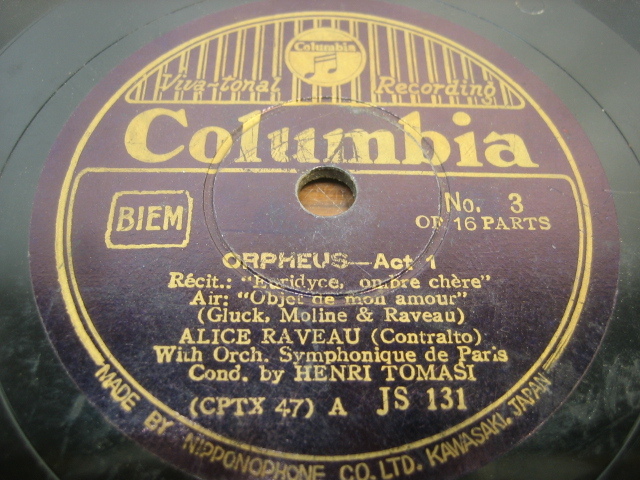 Columbia
Viva-tonal Recording
Columbia
BIEM
No. 3
OF 16 PARTS
ORPHEUS—Act 1
Récit.: "Euridyce, ombre chère"
Air: "Objet de mon amour"
(Gluck, Moline & Raveau)
ALICE RAVEAU (Contralto)
With Orch. Symphonique de Paris
Cond. by HENRI TOMASI
(CPTX 47) A JS 131
MADE BY NIPPONOPHONE CO. LTD. KAWASAKI, JAPAN